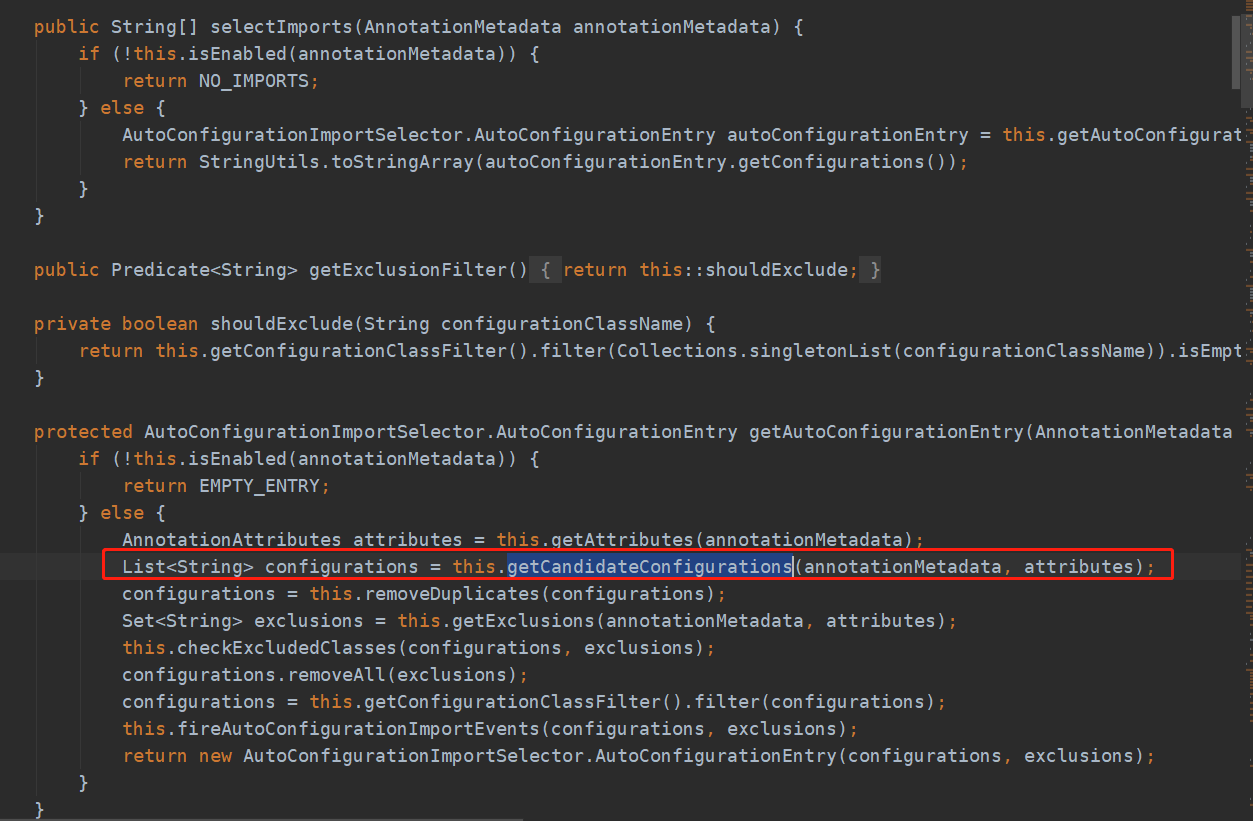 public String[] selectImports(AnnotationMetadata annotationMetadata) {
if (!this.isEnabled(annotationMetadata)) {
return NO_IMPORTS;
} else {
AutoConfigurationImportSelector.AutoConfigurationEntry autoConfigurationEntry = this.getAutoConfigurat
return StringUtils.toStringArray(autoConfigurationEntry.getConfigurations());
}
}
public Predicate<String> getExclusionFilter() { return this::shouldExclude; }
private boolean shouldExclude(String configurationClassName) {
return this.getConfigurationClassFilter().filter(Collections.singletonList(configurationClassName)).isEmpt
}
protected AutoConfigurationImportSelector.AutoConfigurationEntry getAutoConfigurationEntry(AnnotationMetadata
if (!this.isEnabled(annotationMetadata)) {
return EMPTY_ENTRY;
} else {
AnnotationAttributes attributes = this.getAttributes(annotationMetadata);
List<String> configurations = this.getCandidateConfigurations(annotationMetadata, attributes);
configurations = this.removeDuplicates(configurations);
Set<String> exclusions = this.getExclusions(annotationMetadata, attributes);
this.checkExcludedClasses(configurations, exclusions);
configurations.removeAll(exclusions);
configurations = this.getConfigurationClassFilter().filter(configurations);
this.fireAutoConfigurationImportEvents(configurations, exclusions);
return new AutoConfigurationImportSelector.AutoConfigurationEntry(configurations, exclusions);
}
}